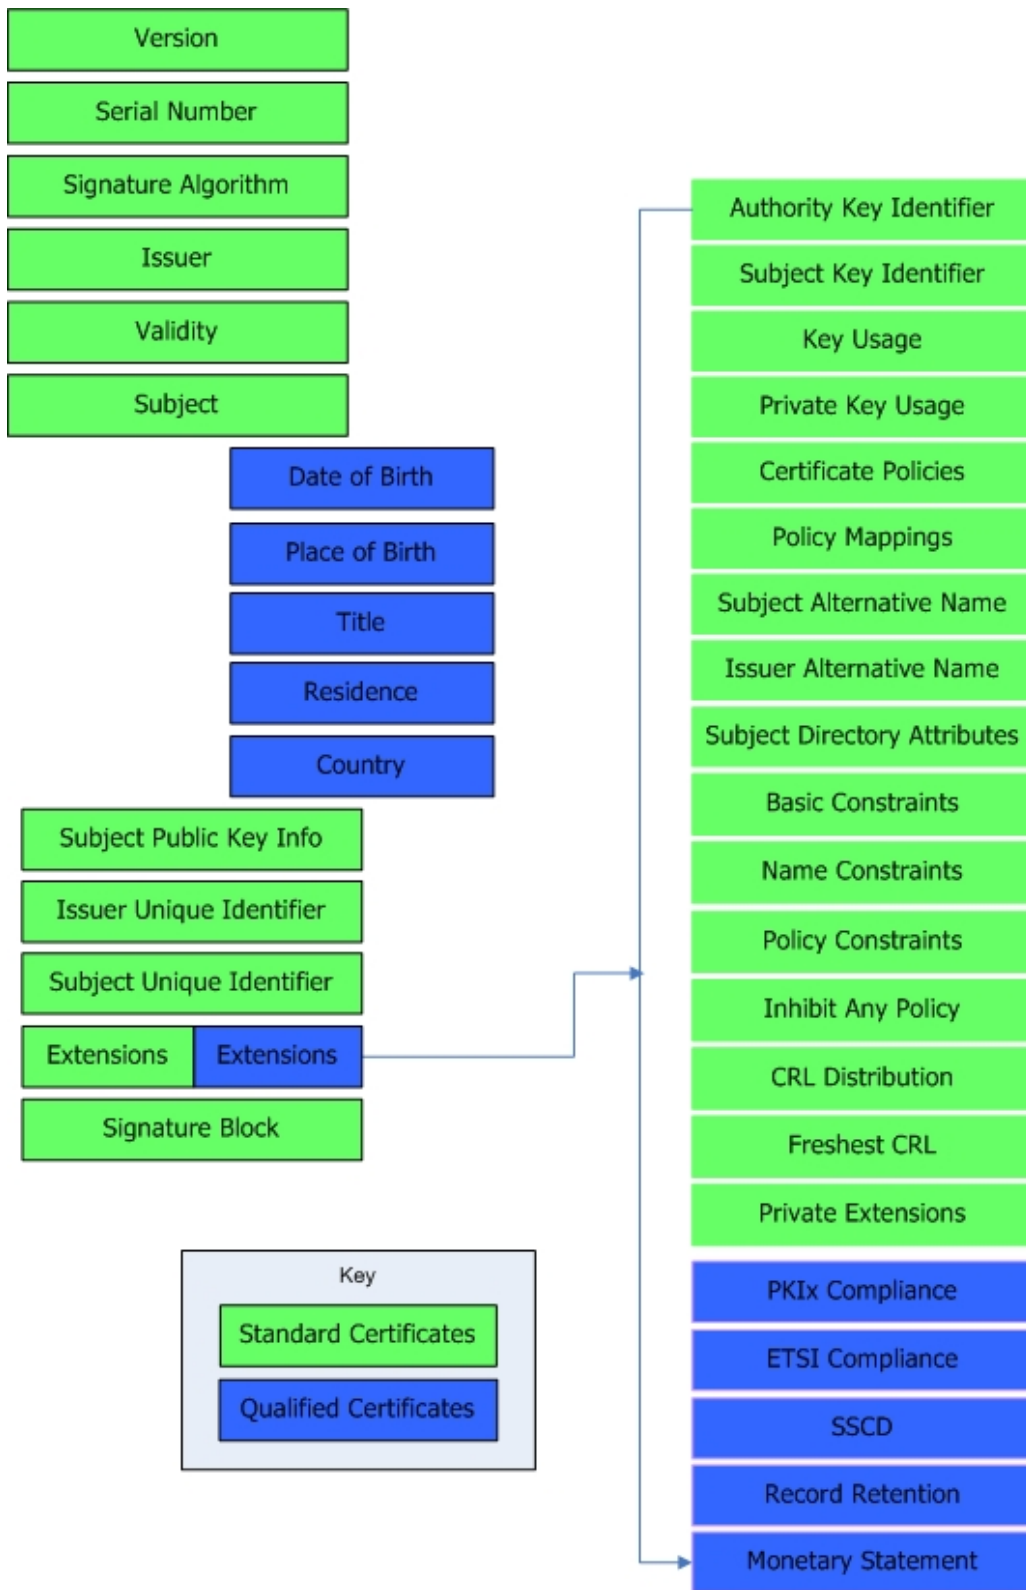 Version
Serial Number
Signature Algorithm
Issuer
Validity
Subject
Date of Birth
Place of Birth
Title
Residence
Country
Subject Public Key Info
Issuer Unique Identifier
Subject Unique Identifier
Extensions Extensions
Signature Block
Key
Standard Certificates
Qualified Certificates
Authority Key Identifier
Subject Key Identifier
Key Usage
Private Key Usage
Certificate Policies
Policy Mappings
Subject Alternative Name
Issuer Alternative Name
Subject Directory Attributes
Basic Constraints
Name Constraints
Policy Constraints
Inhibit Any Policy
CRL Distribution
Freshest CRL
Private Extensions
PKIx Compliance
ETSI Compliance
SSCD
Record Retention
Monetary Statement